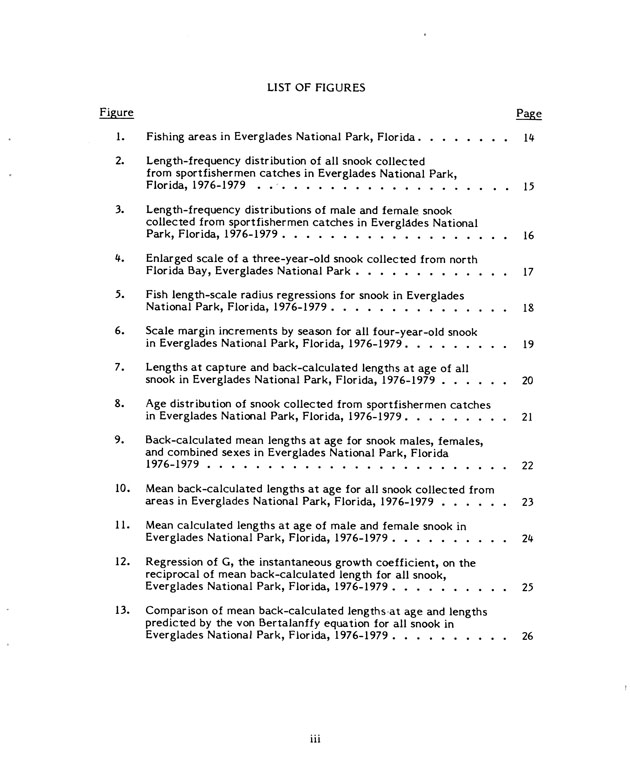 LIST OF FIGURES
Figure Page
1. Fishing areas in Everglades National Park, Florida . . . . . . . . 14
2. Length-frequency distribution of all snook collected
from sportfishermen catches in Everglades National Park,
Florida, 1976-1979 . . . . . . . . . . . . . . . . . . . . . 15
3. Length-frequency distributions of male and female snook
collected from sportfishermen catches in Everglades National
Park, Florida, 1976-1979 . . . . . . . . . . . . . . . . . . . 16
4. Enlarged scale of a three-year-old snook collected from north
Florida Bay, Everglades National Park . . . . . . . . . . . . . 17
5. Fish length-scale radius regressions for snook in Everglades
National Park, Florida, 1976-1979 . . . . . . . . . . . . . . . 18
6. Scale margin increments by season for all four-year-old snook
in Everglades National Park, Florida, 1976-1979 . . . . . . . . . 19
7. Lengths at capture and back-calculated lengths at age of all
snook in Everglades National Park, Florida, 1976-1979 . . . . . . 20
8. Age distribution of snook collected from sportfishermen catches
in Everglades National Park, Florida, 1976-1979 . . . . . . . . . 21
9. Back-calculated mean lengths at age for snook males, females,
and combined sexes in Everglades National Park, Florida
1976-1979 . . . . . . . . . . . . . . . . . . . . . . . . . 22
10. Mean back-calculated lengths at age for all snook collected from
areas in Everglades National Park, Florida, 1976-1979 . . . . . . 23
11. Mean calculated lengths at age of male and female snook in
Everglades National Park, Florida, 1976-1979 . . . . . . . . . . 24
12. Regression of G, the instantaneous growth coefficient, on the
reciprocal of mean back-calculated length for all snook,
Everglades National Park, Florida, 1976-1979 . . . . . . . . . . 25
13. Comparison of mean back-calculated lengths at age and lengths
predicted by the von Bertalanffy equation for all snook in
Everglades National Park, Florida, 1976-1979 . . . . . . . . . . 26
iii